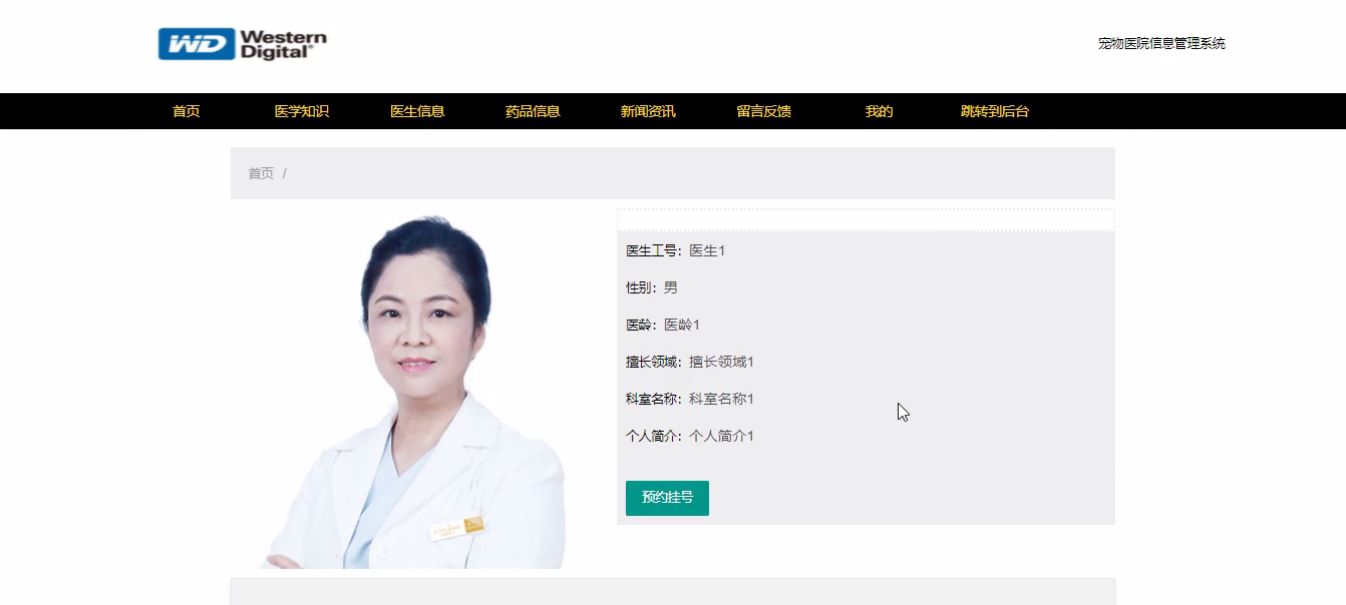 WD Western Digital®
宠物医院信息管理系统
首页 医学知识 医生信息 药品信息 新闻资讯 留言反馈 我的 跳转到后台
首页 /
医生工号：医生1
性别：男
医龄：医龄1
擅长领域：擅长领域1
科室名称：科室名称1
个人简介：个人简介1
预约挂号